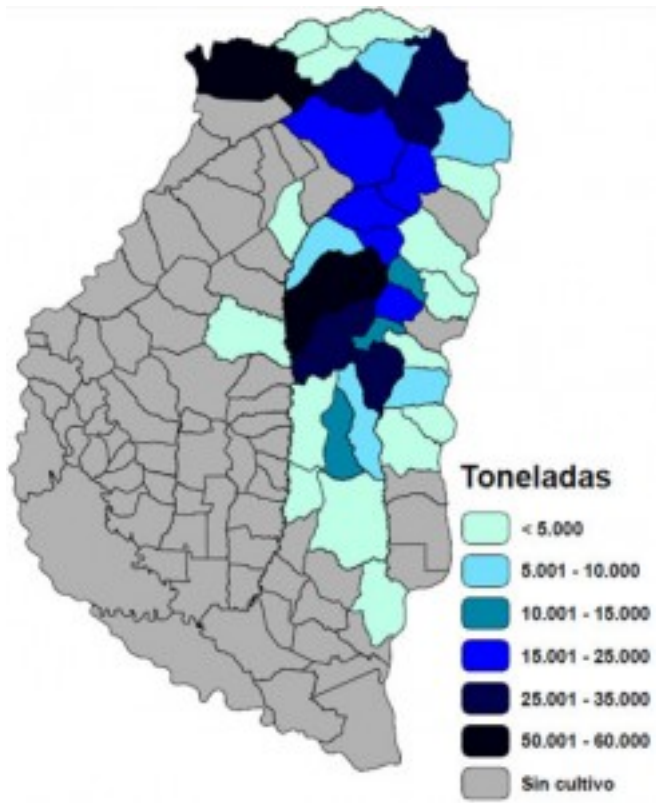 Toneladas
< 5.000
5.001 - 10.000
10.001 - 15.000
15.001 - 25.000
25.001 - 35.000
50.001 - 60.000
Sin cultivo